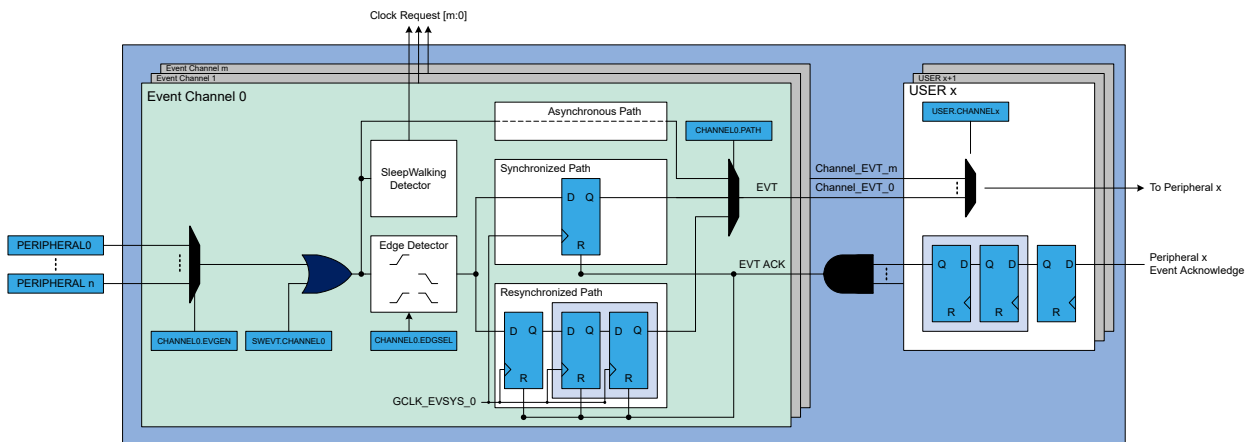 Clock Request [m:0]
Event Channel m
Event Channel 1
Event Channel 0
USER x+1
USER x
Asynchronous Path
CHANNEL0.PATH
USER.CHANNELx
SleepWalking
Detector
Synchronized Path
D Q
R
EVT
Channel_EVT_m
Channel_EVT_0
To Peripheral x
PERIPHERAL0
PERIPHERAL n
Edge Detector
EVT ACK
Q D
R
Q D
R
Q D
R
Peripheral x
Event Acknowledge
Resynchronized Path
D Q
R
D Q
R
D Q
R
CHANNEL0.EVGEN
SWEVT.CHANNEL0
CHANNEL0.EDGSEL
GCLK_EVSYS_0